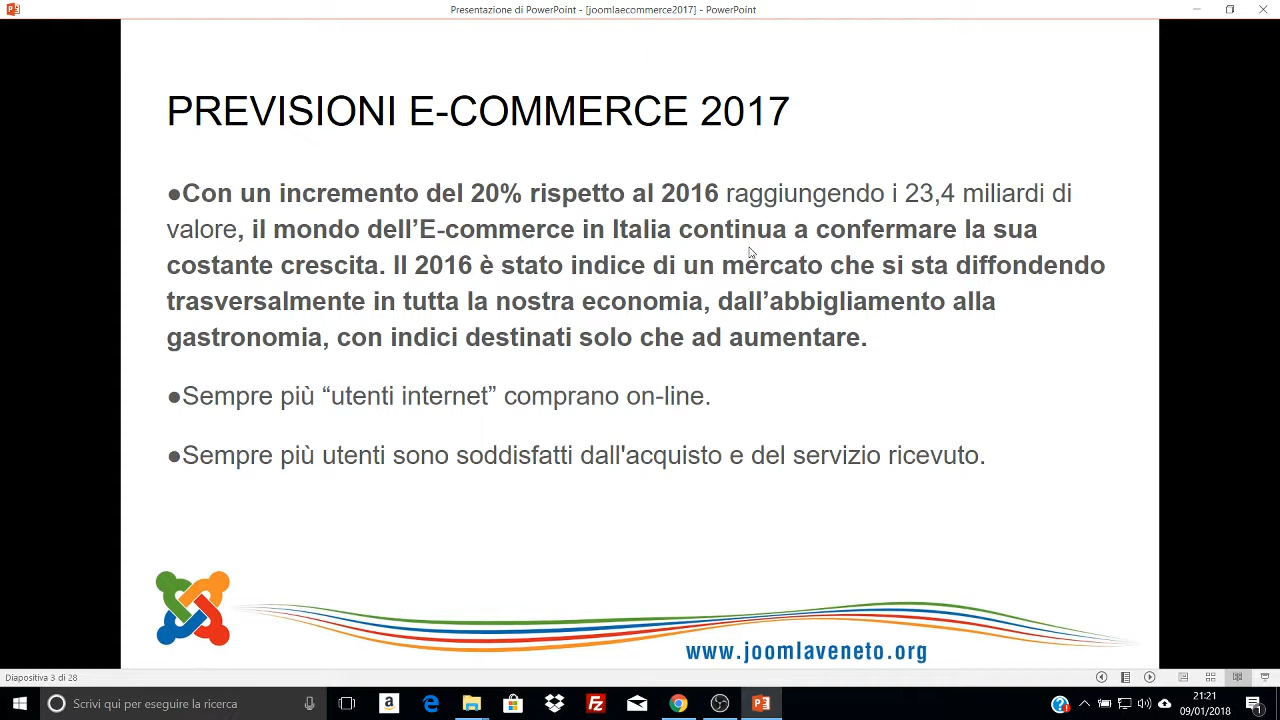 Presentazione di PowerPoint - [joomlaecommerce2017] - PowerPoint
PREVISIONI E-COMMERCE 2017
●Con un incremento del 20% rispetto al 2016 raggiungendo i 23,4 miliardi di
valore, il mondo dell’E-commerce in Italia continua a confermare la sua
costante crescita. Il 2016 è stato indice di un mercato che si sta diffondendo
trasversalmente in tutta la nostra economia, dall’abbigliamento alla
gastronomia, con indici destinati solo che ad aumentare.
●Sempre più “utenti internet” comprano on-line.
●Sempre più utenti sono soddisfatti dall'acquisto e del servizio ricevuto.
www.joomlaveneto.org
Diapositiva 3 di 28
Scrivi qui per eseguire la ricerca
21:21
09/01/2018